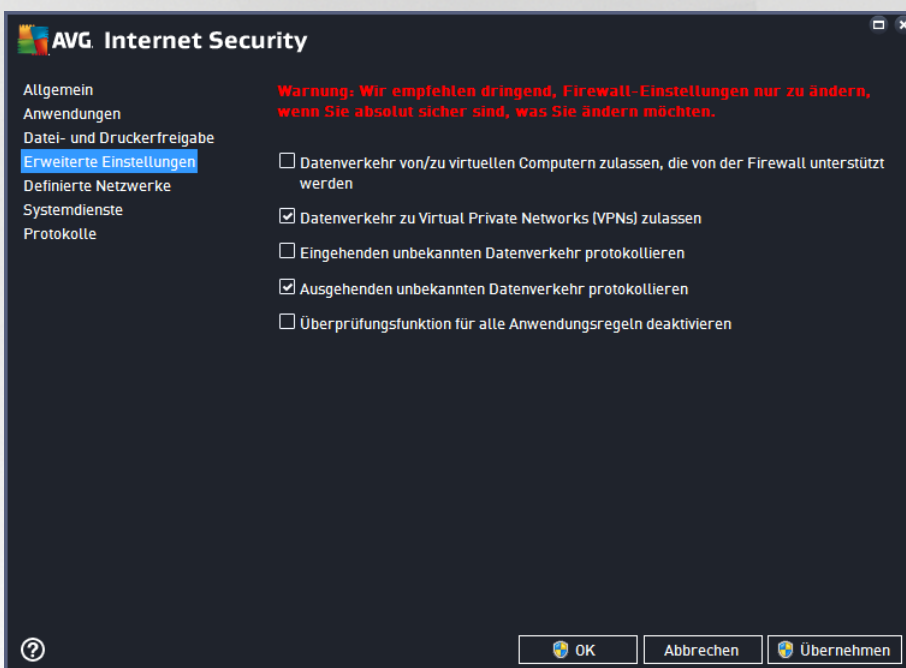 AVG Internet Security
Allgemein
Anwendungen
Datei- und Druckerfreigabe
Erweiterte Einstellungen
Definierte Netzwerke
Systemdienste
Protokolle
Warnung: Wir empfehlen dringend, Firewall-Einstellungen nur zu ändern,
wenn Sie absolut sicher sind, was Sie ändern möchten.
Datenverkehr von/zu virtuellen Computern zulassen, die von der Firewall unterstützt
werden
Datenverkehr zu Virtual Private Networks (VPNs) zulassen
Eingehenden unbekannten Datenverkehr protokollieren
Ausgehenden unbekannten Datenverkehr protokollieren
Überprüfungsfunktion für alle Anwendungsregeln deaktivieren
?
OK
Abbrechen
Übernehmen